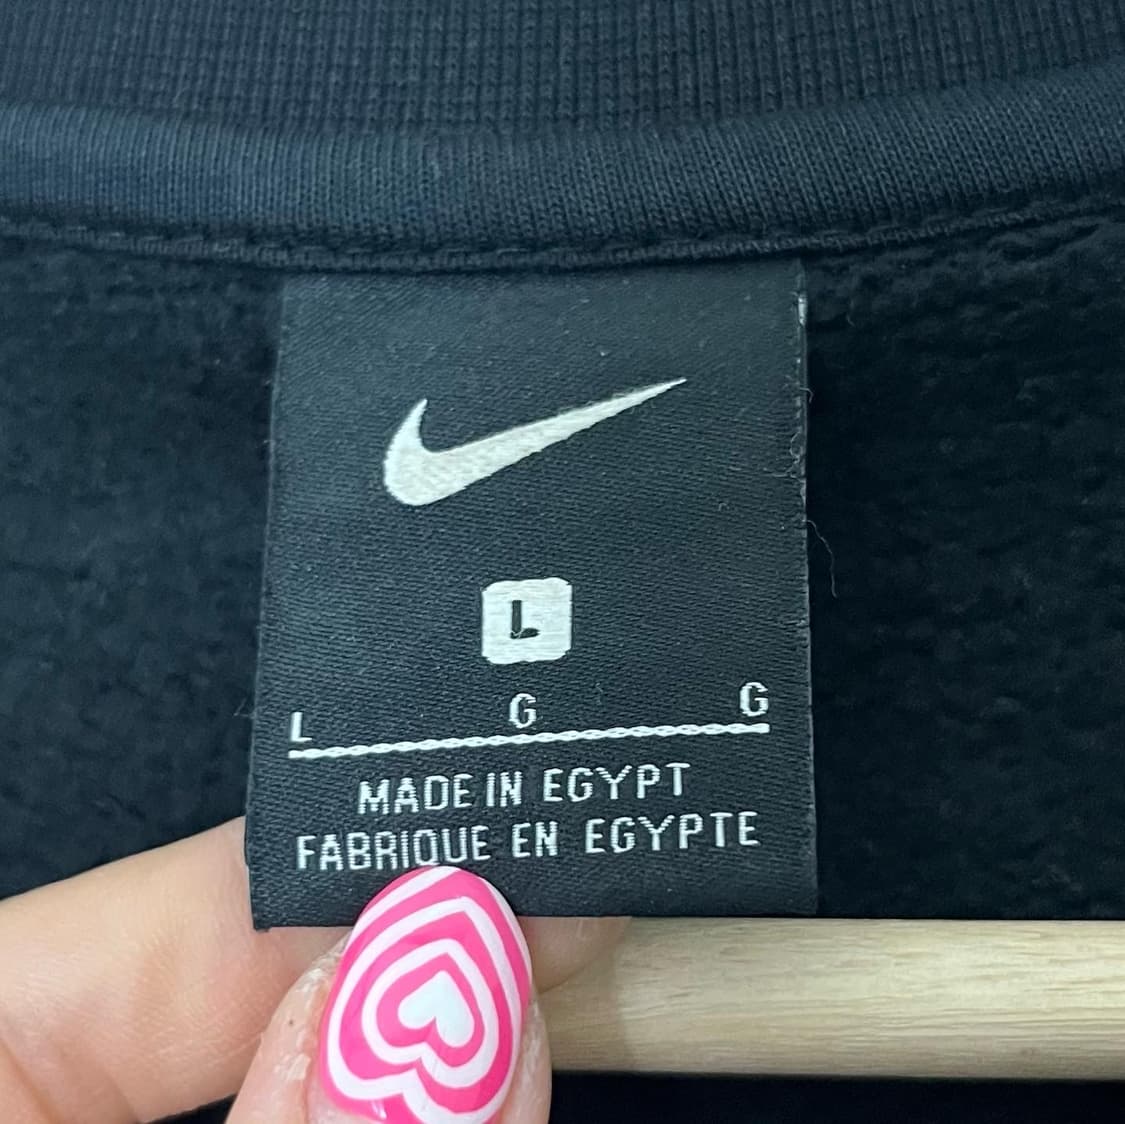 L
L G G
MADE IN EGYPT
FABRIQUE EN EGYPTE